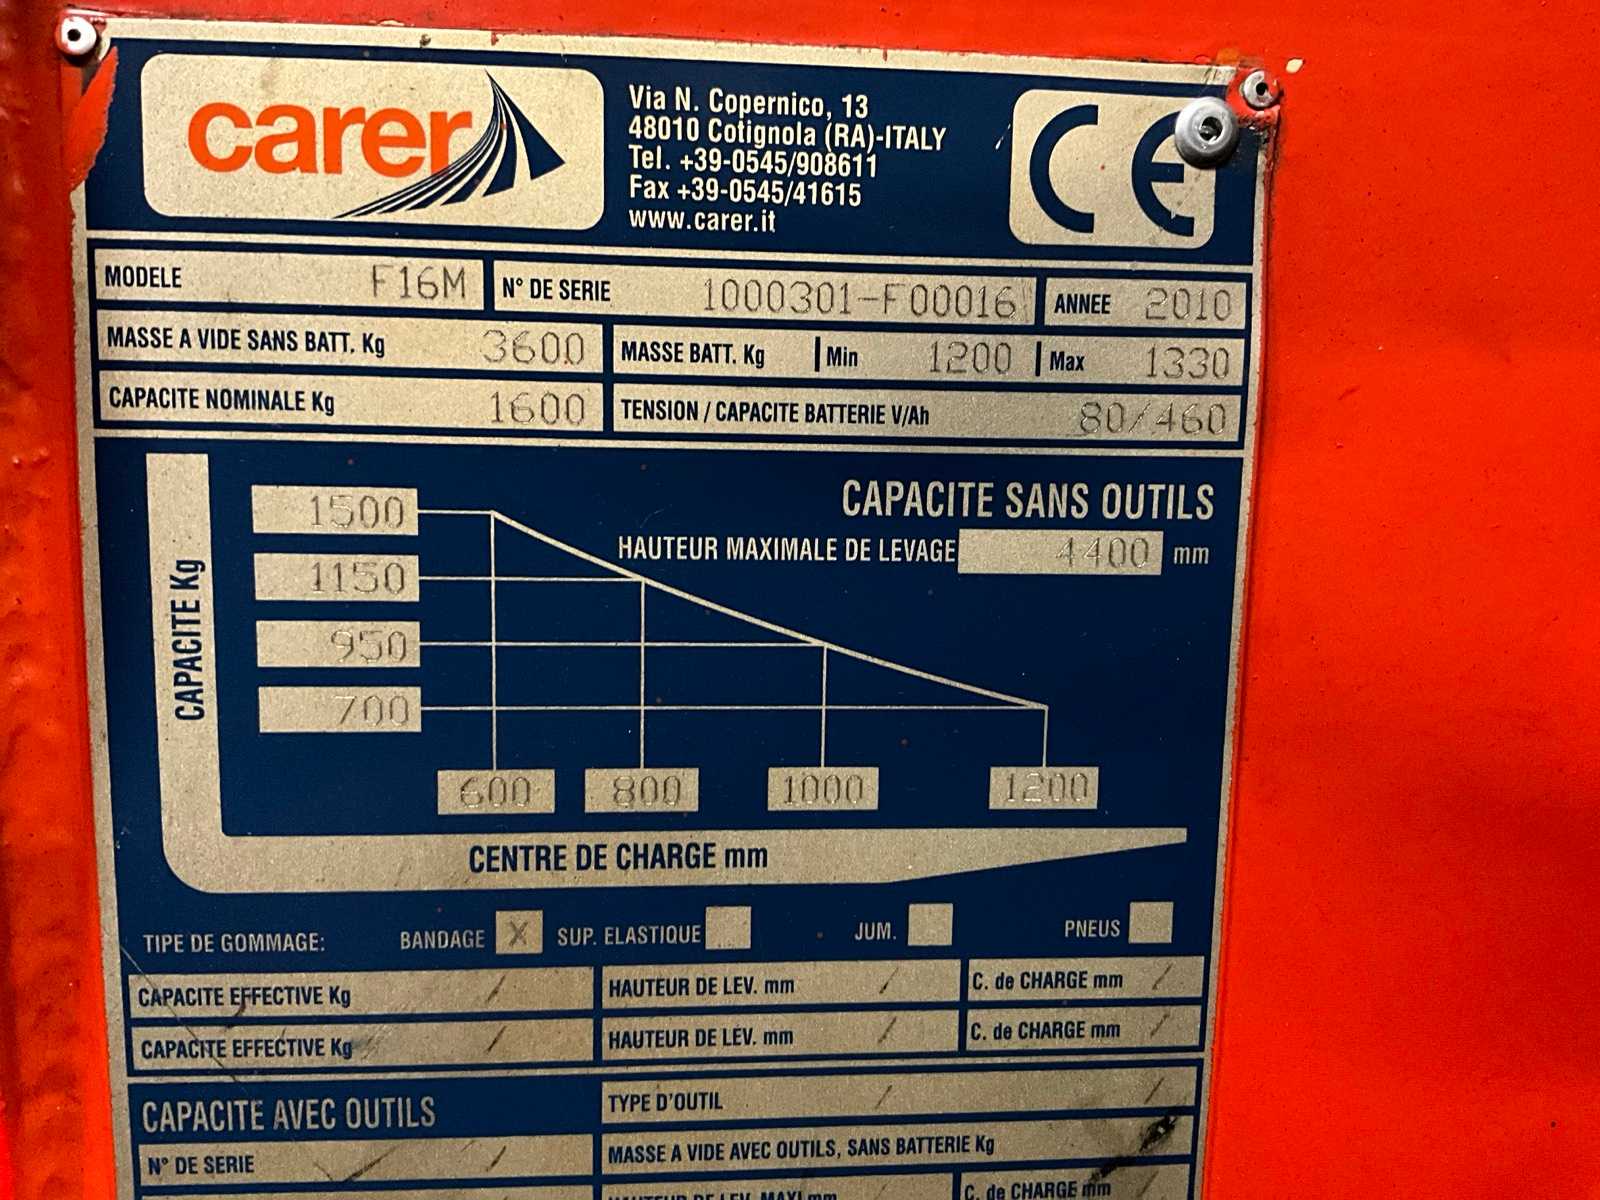 carer
Via N. Copernico, 13
48010 Cotignola (RA)-ITALY
Tel. +39-0545/908611
Fax +39-0545/41615
www.carer.it
CE
MODELE F16M N° DE SERIE 1000301-F00016 ANNEE 2010
MASSE A VIDE SANS BATT. Kg 3600 MASSE BATT. Kg Min 1200 Max 1330
CAPACITE NOMINALE Kg 1600 TENSION / CAPACITE BATTERIE V/Ah 80/460
CAPACITE SANS OUTILS
HAUTEUR MAXIMALE DE LEVAGE 4400 mm
CAPACITE Kg
1500
1150
950
700
600 800 1000 1200
CENTRE DE CHARGE mm
TIPE DE GOMMAGE: BANDAGE X SUP. ELASTIQUE JUM. PNEUS
CAPACITE EFFECTIVE Kg / HAUTEUR DE LEV. mm / C. de CHARGE mm /
CAPACITE EFFECTIVE Kg / HAUTEUR DE LEV. mm / C. de CHARGE mm /
CAPACITE AVEC OUTILS TYPE D'OUTIL / /
N° DE SERIE / MASSE A VIDE AVEC OUTILS, SANS BATTERIE Kg
HAUTEUR DE LEV. MAXI mm / C. de CHARGE mm